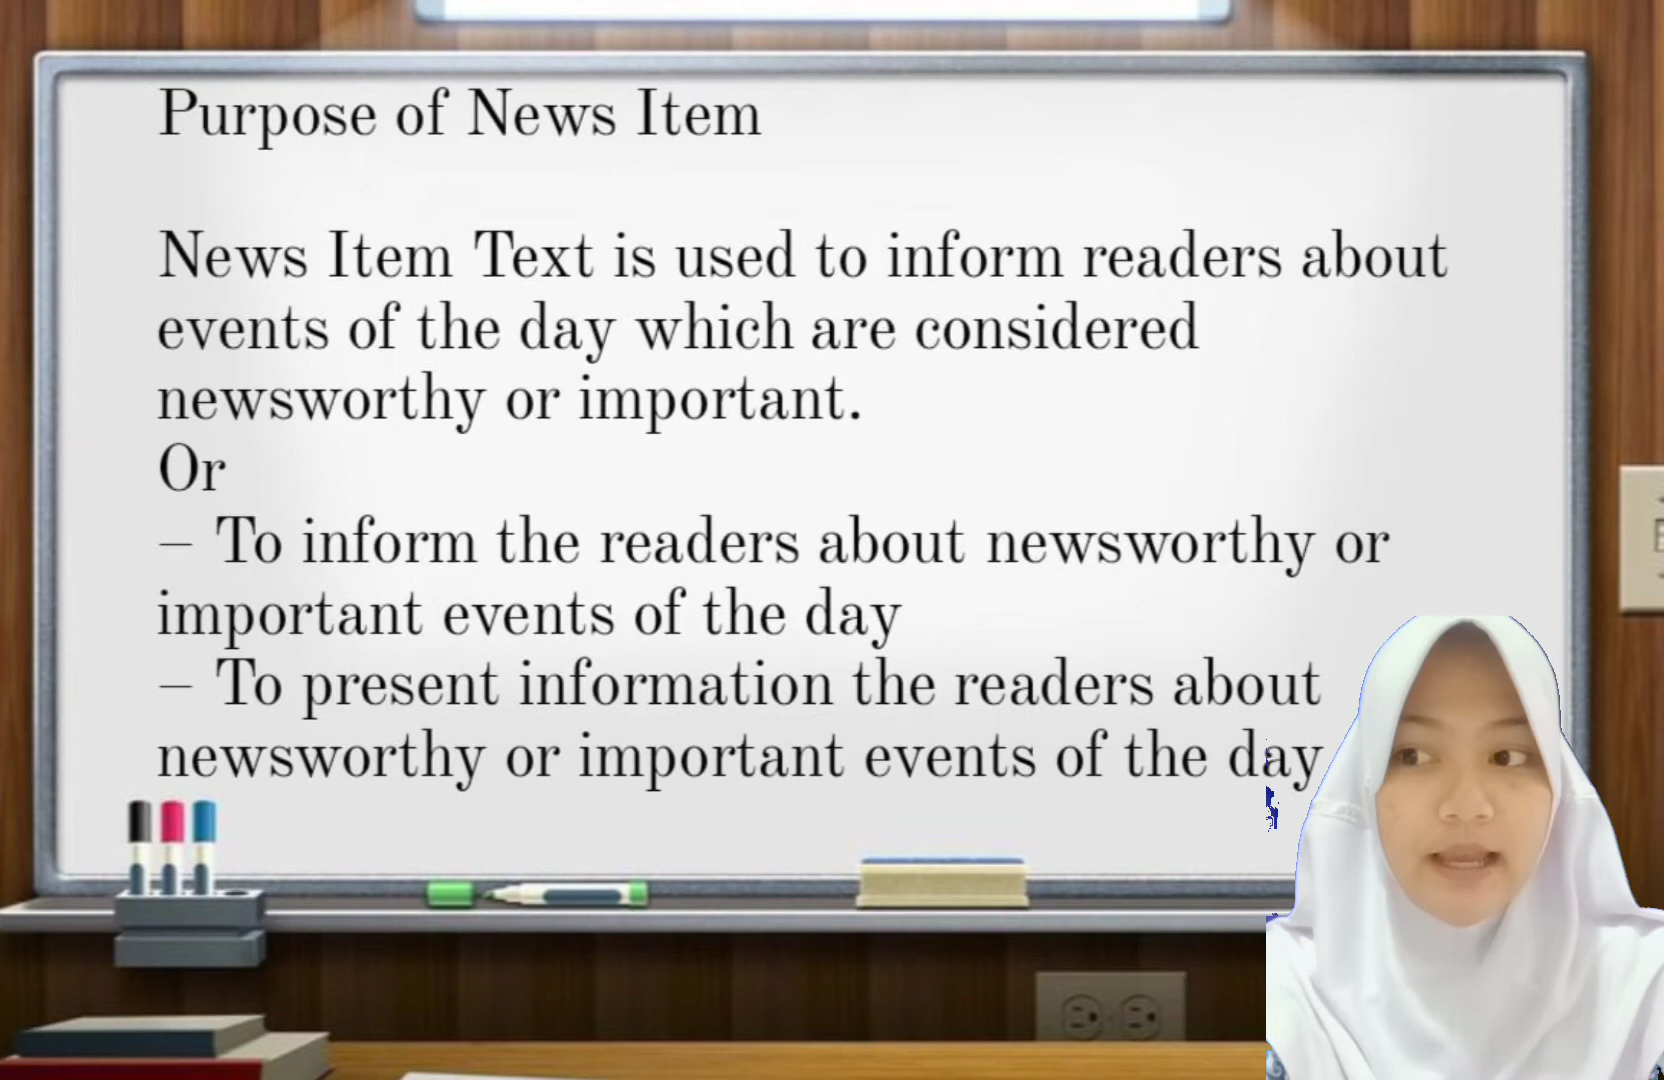 Purpose of News Item
News Item Text is used to inform readers about
events of the day which are considered
newsworthy or important.
Or
– To inform the readers about newsworthy or
important events of the day
– To present information the readers about
newsworthy or important events of the day